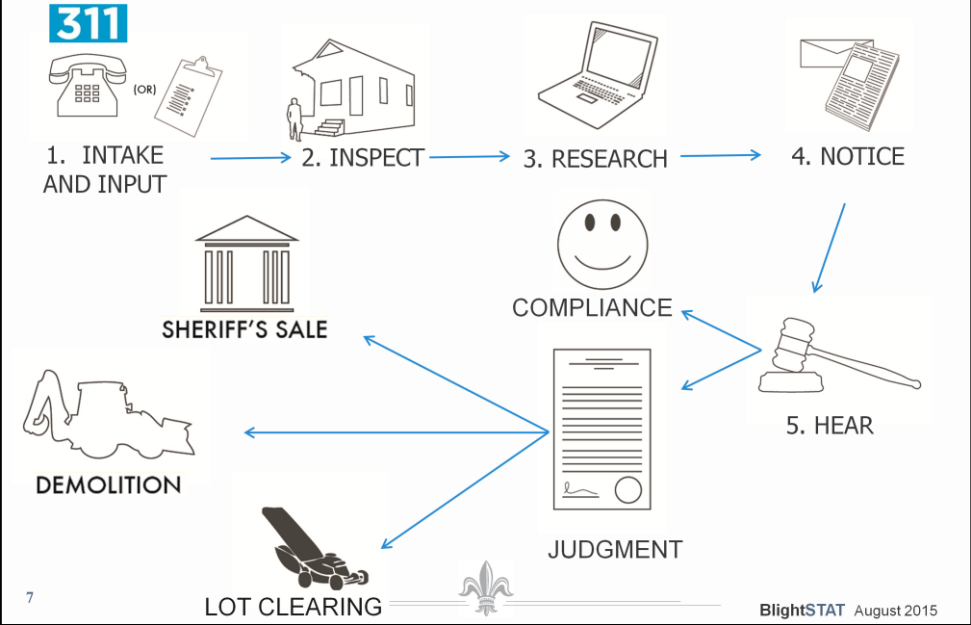 311
(OR)
1. INTAKE
AND INPUT
2. INSPECT
3. RESEARCH
4. NOTICE
SHERIFF'S SALE
COMPLIANCE
5. HEAR
DEMOLITION
JUDGMENT
LOT CLEARING
7
BlightSTAT August 2015